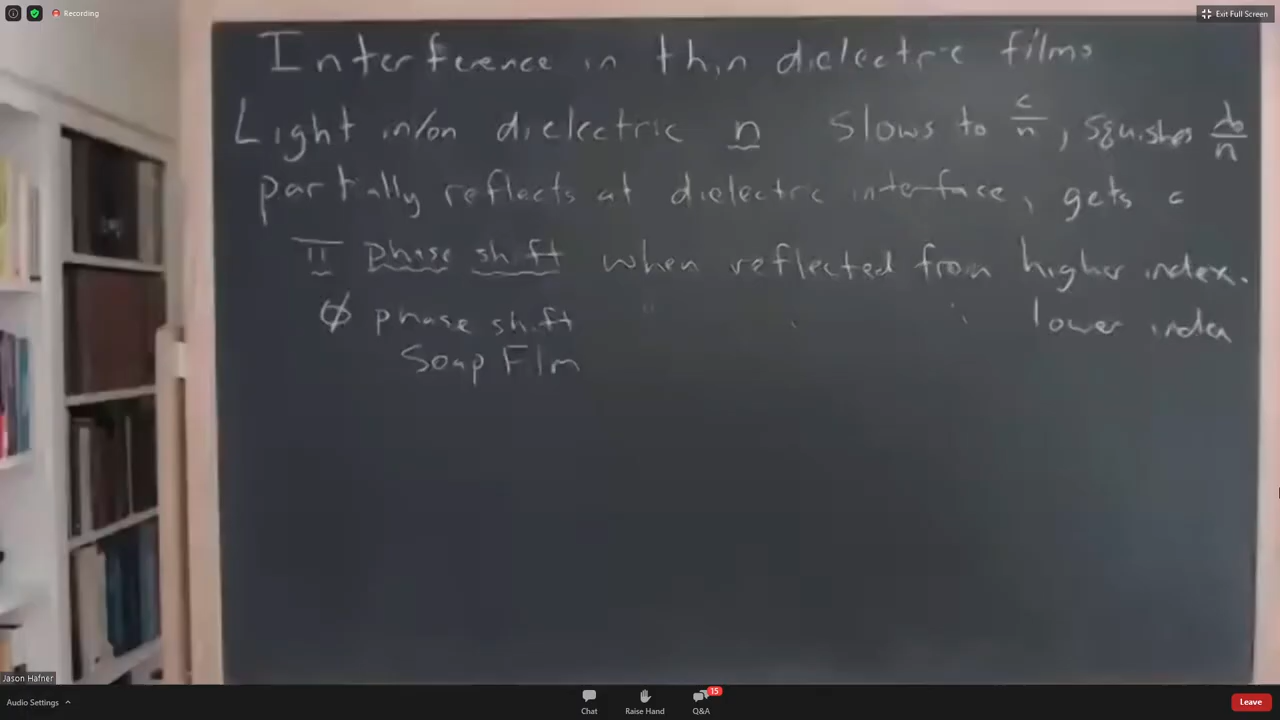 Recording
Exit Full Screen
Interference in thin dielectric films
Light in/on dielectric n slows to c/n, squishes λ₀/n
partially reflects at dielectric interface, gets a
π phase shift when reflected from higher index.
∅ phase shift " " " lower index
Soap Film
Jason Hafner
Audio Settings
Chat
Raise Hand
15
Q&A
Leave